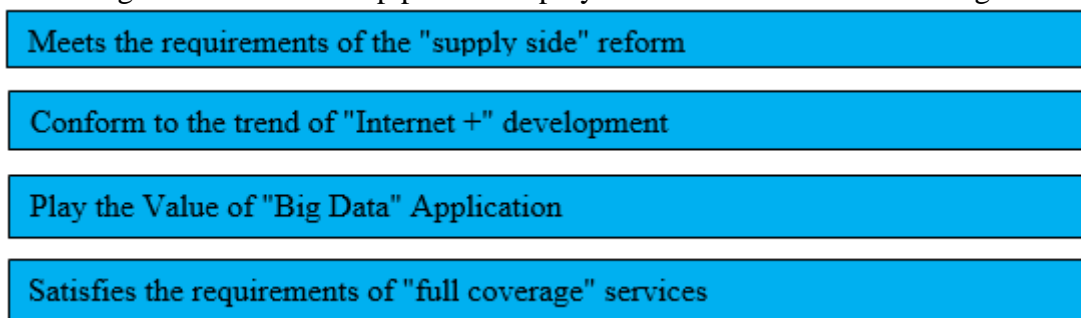 Meets the requirements of the "supply side" reform
Conform to the trend of "Internet +" development
Play the Value of "Big Data" Application
Satisfies the requirements of "full coverage" services